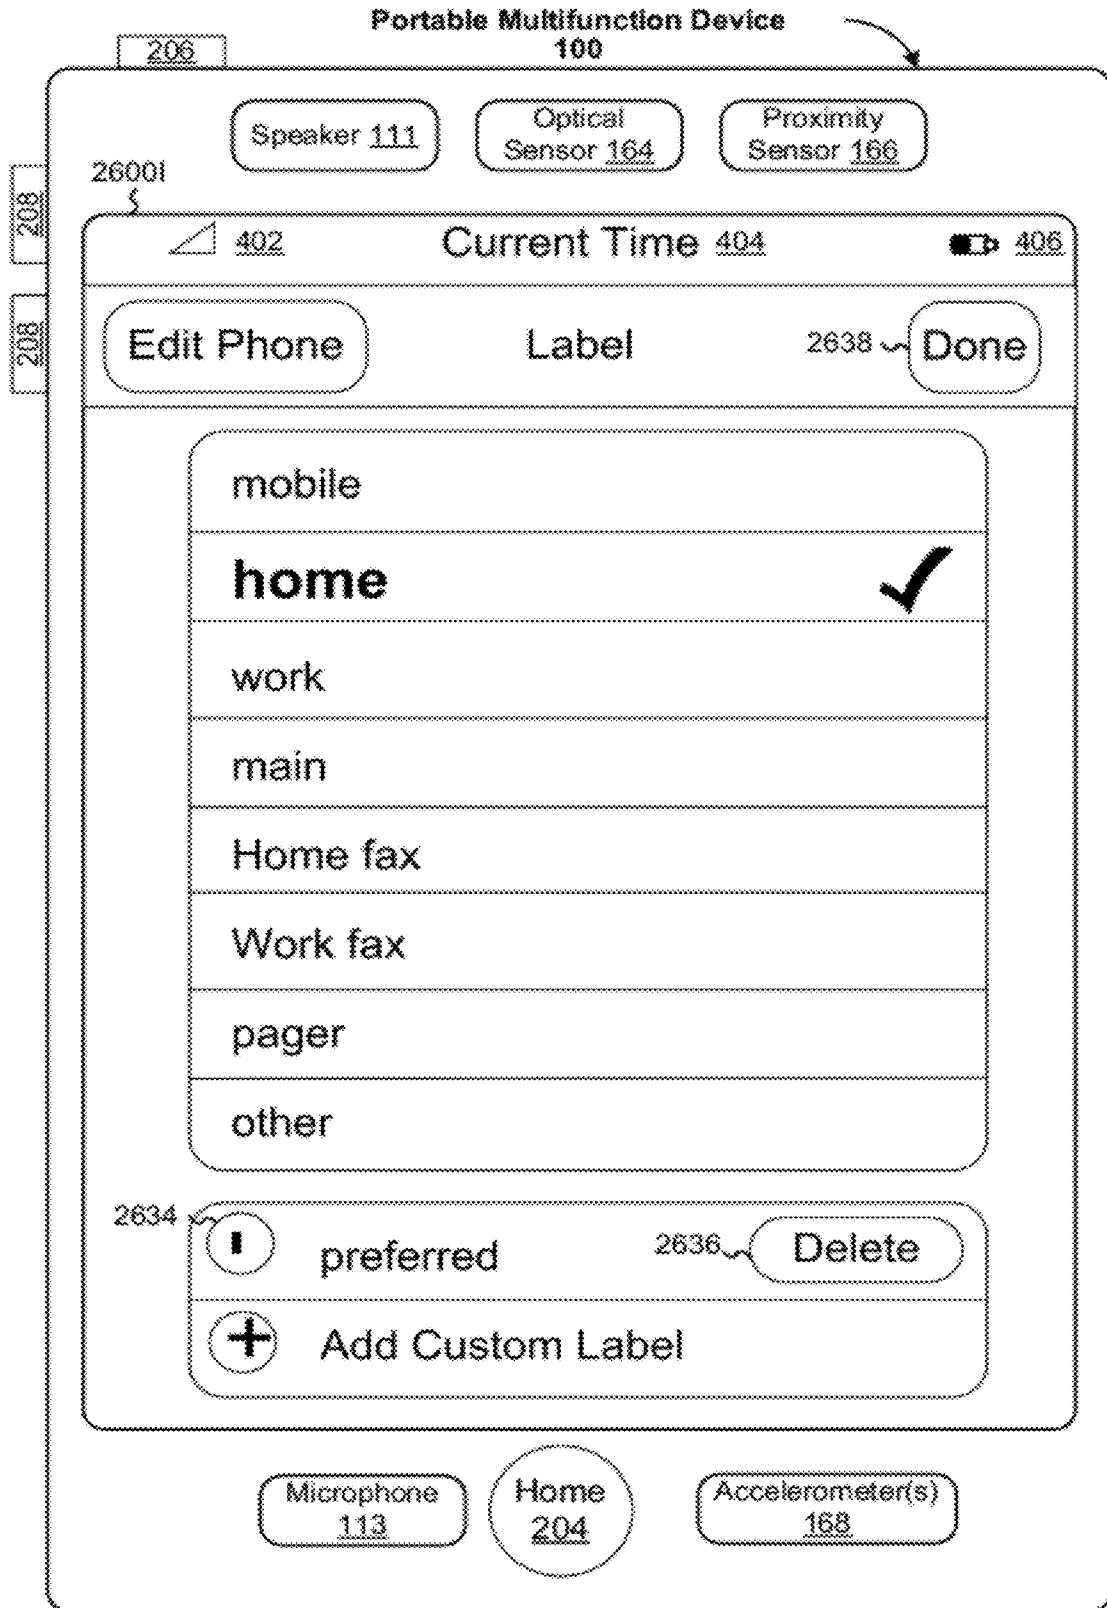 Portable Multifunction Device
100
206
Speaker 111
Optical
Sensor 164
Proximity
Sensor 166
208
2600I
402
Current Time 404
406
208
Edit Phone
Label
2638
Done
mobile
home
work
main
Home fax
Work fax
pager
other
2634
preferred
2636
Delete
Add Custom Label
Microphone
113
Home
204
Accelerometer(s)
168